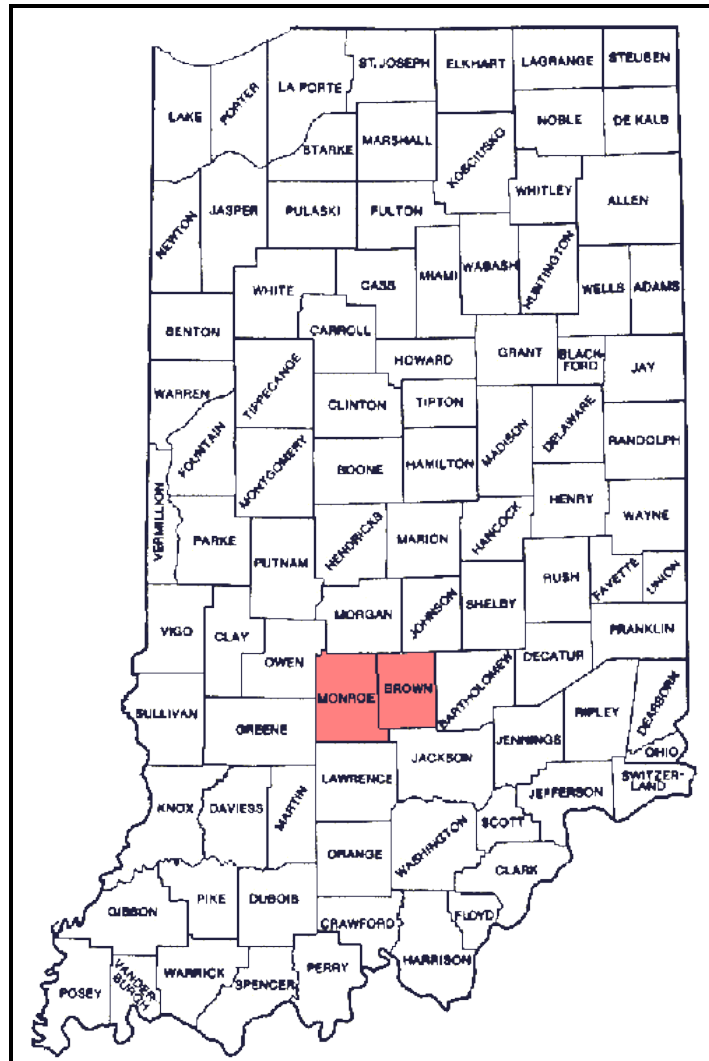 ST. JOSEPH
ELKHART
LAGRANGE
STEUBEN
LAKE
PORTER
LA PORTE
NOBLE
DE KALB
STARKE
MARSHALL
KOSCIUSKO
WHITLEY
ALLEN
NEWTON
JASPER
PULASKI
FULTON
WHITE
CASS
MIAMI
WABASH
HUNTINGTON
WELLS
ADAMS
BENTON
CARROLL
HOWARD
GRANT
BLACK-
FORD
JAY
WARREN
TIPPECANOE
CLINTON
TIPTON
MADISON
DELAWARE
RANDOLPH
FOUNTAIN
MONTGOMERY
BOONE
HAMILTON
HENRY
WAYNE
VERMILLION
PARKE
PUTNAM
HENDRICKS
MARION
HANCOCK
RUSH
FAYETTE
UNION
VIGO
CLAY
OWEN
MORGAN
JOHNSON
SHELBY
DECATUR
FRANKLIN
SULLIVAN
GREENE
MONROE
BROWN
BARTHOLOMEW
JENNINGS
RIPLEY
DEARBORN
OHIO
SWITZER-
LAND
KNOX
DAVIESS
MARTIN
LAWRENCE
JACKSON
JEFFERSON
SCOTT
ORANGE
WASHINGTON
CLARK
GIBSON
PIKE
DUBOIS
CRAWFORD
FLOYD
HARRISON
POSEY
VANDER-
BURGH
WARRICK
SPENCER
PERRY